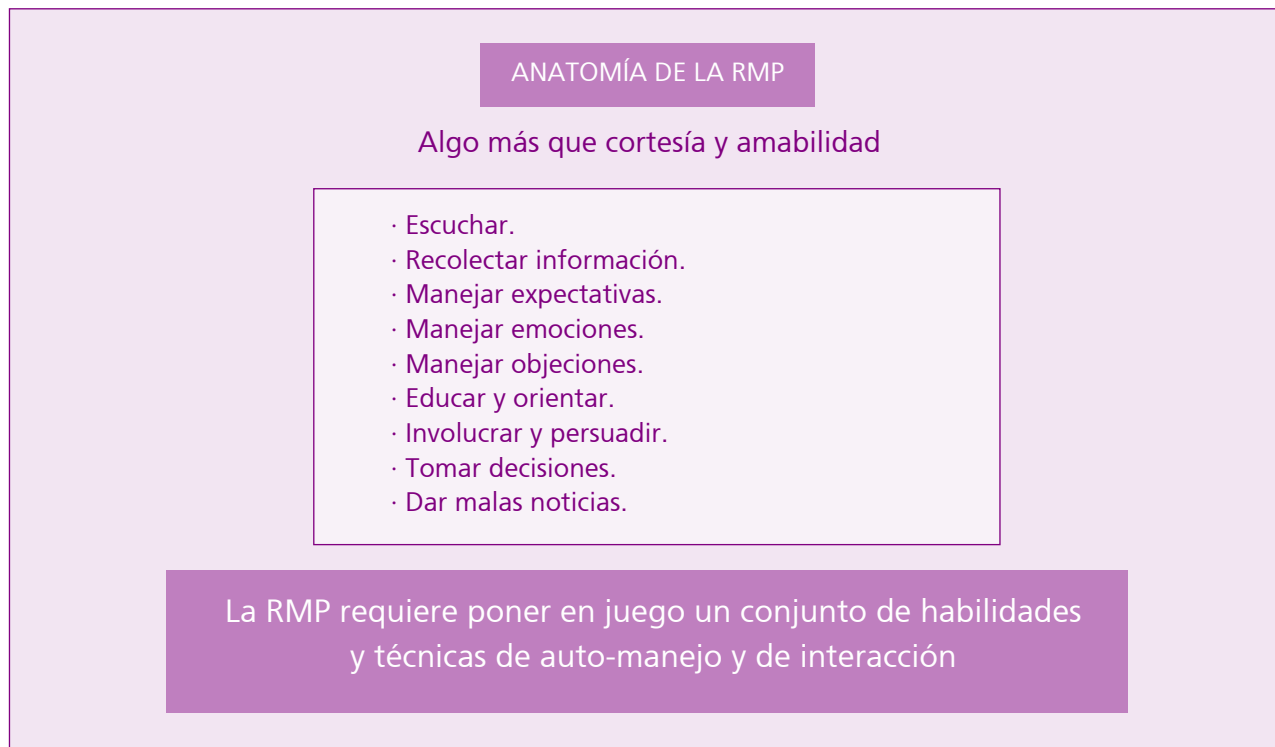 ANATOMÍA DE LA RMP
Algo más que cortesía y amabilidad
· Escuchar.
· Recolectar información.
· Manejar expectativas.
· Manejar emociones.
· Manejar objeciones.
· Educar y orientar.
· Involucrar y persuadir.
· Tomar decisiones.
· Dar malas noticias.
La RMP requiere poner en juego un conjunto de habilidades
y técnicas de auto-manejo y de interacción